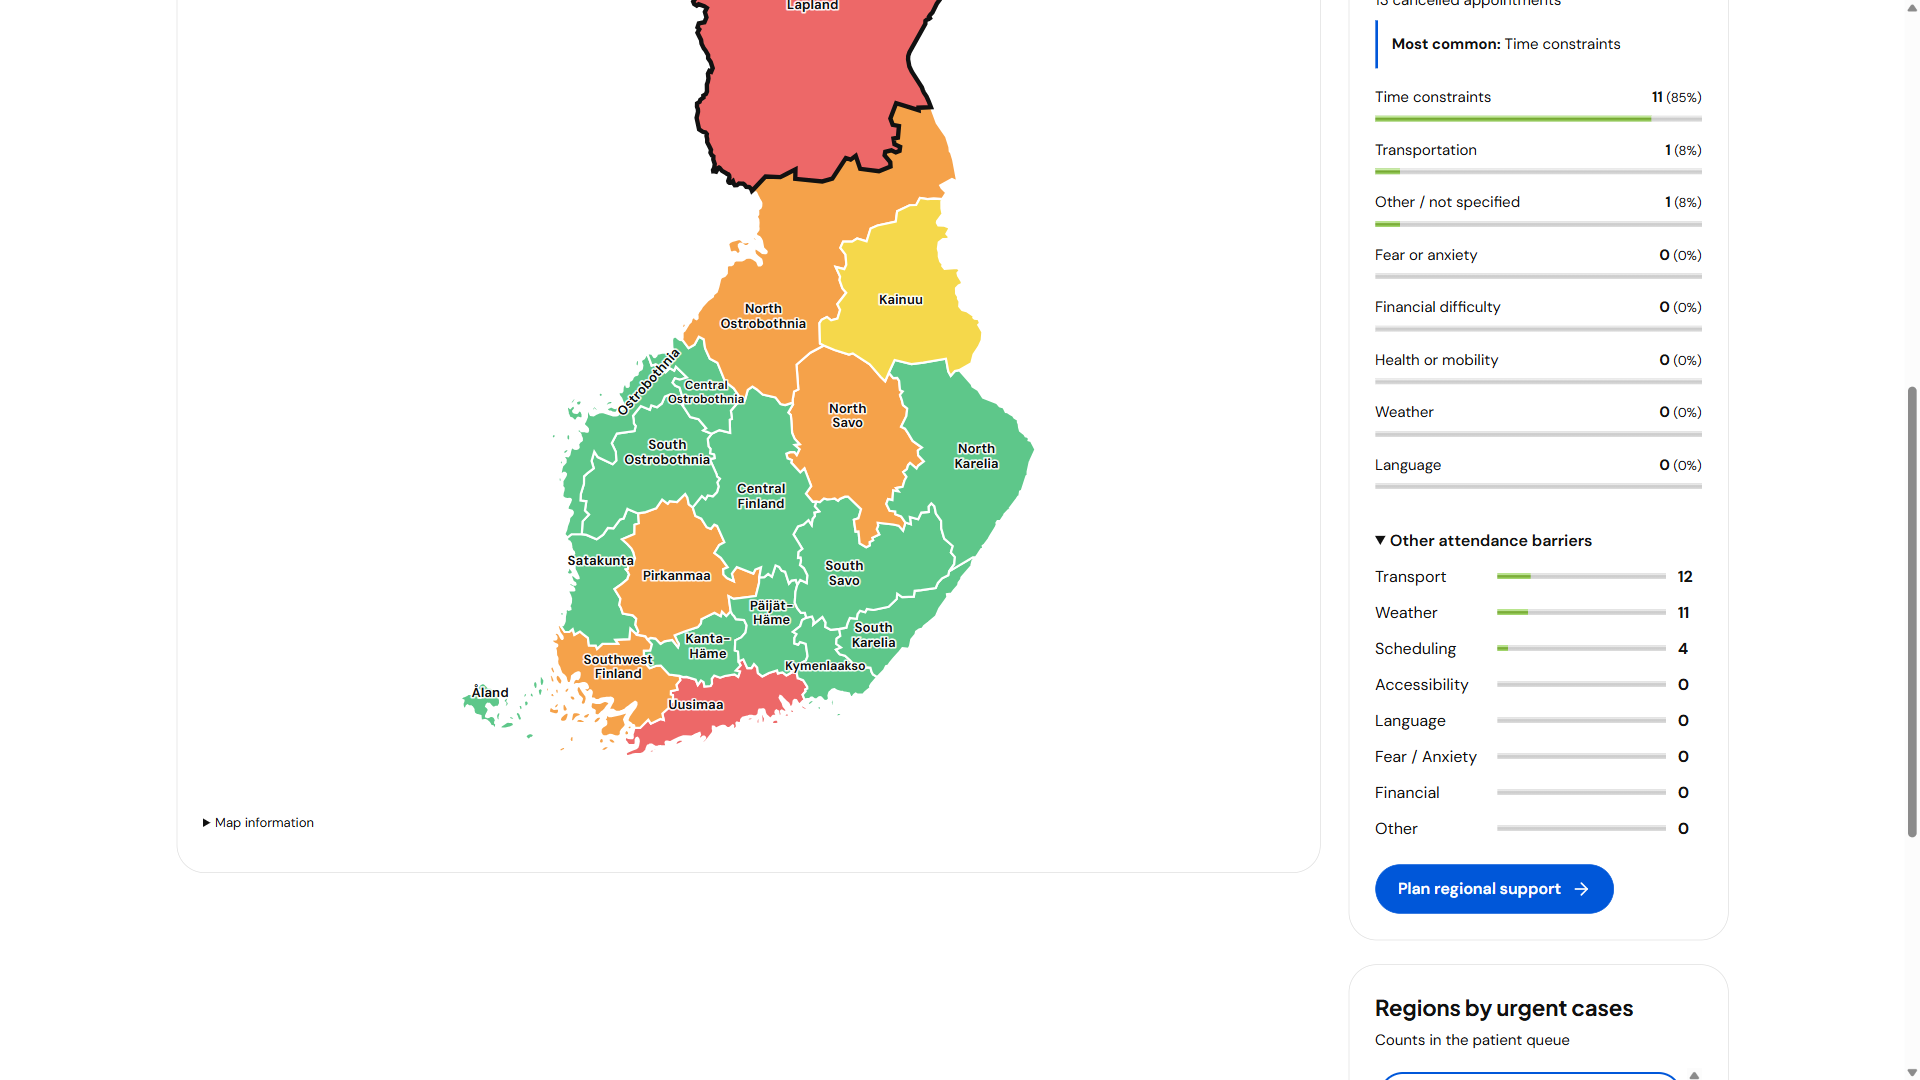 Lapland
North
Ostrobothnia
Kainuu
Ostrobothnia
Central
Ostrobothnia
North
Savo
South
Ostrobothnia
North
Karelia
Central
Finland
Satakunta
Pirkanmaa
South
Savo
Päijät-
Häme
Kanta-
Häme
South
Karelia
Southwest
Finland
Kymenlaakso
Åland
Uusimaa
▶ Map information
13 cancelled appointments
Most common: Time constraints
Time constraints 11 (85%)
Transportation 1 (8%)
Other / not specified 1 (8%)
Fear or anxiety 0 (0%)
Financial difficulty 0 (0%)
Health or mobility 0 (0%)
Weather 0 (0%)
Language 0 (0%)
▼ Other attendance barriers
Transport 12
Weather 11
Scheduling 4
Accessibility 0
Language 0
Fear / Anxiety 0
Financial 0
Other 0
Plan regional support →
Regions by urgent cases
Counts in the patient queue